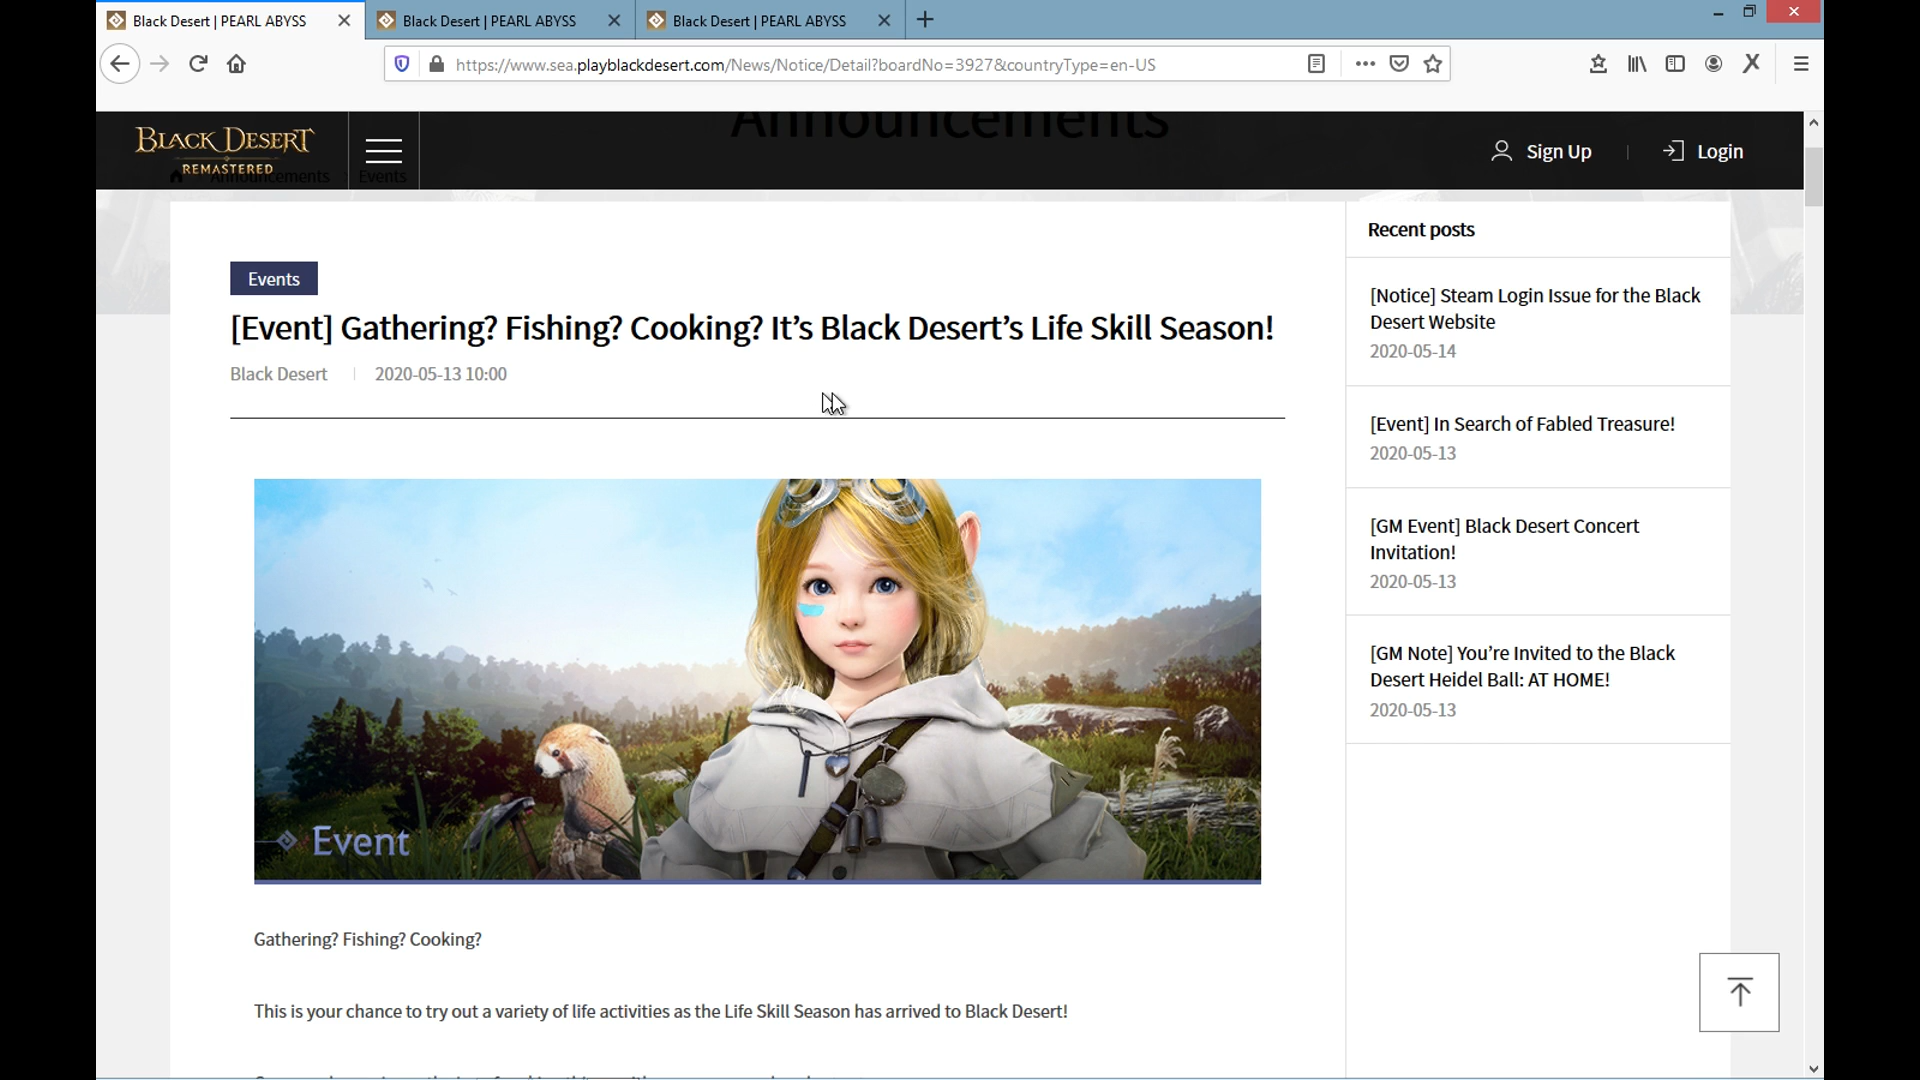 Black Desert | PEARL ABYSS
Black Desert | PEARL ABYSS
Black Desert | PEARL ABYSS
https://www.sea.playblackdesert.com/News/Notice/Detail?boardNo=3927&countryType=en-US
Announcements
BLACK DESERT
REMASTERED
Sign Up
Login
Announcements
Events
Events
[Event] Gathering? Fishing? Cooking? It’s Black Desert’s Life Skill Season!
Black Desert
2020-05-13 10:00
Event
Gathering? Fishing? Cooking?
This is your chance to try out a variety of life activities as the Life Skill Season has arrived to Black Desert!
Recent posts
[Notice] Steam Login Issue for the Black
Desert Website
2020-05-14
[Event] In Search of Fabled Treasure!
2020-05-13
[GM Event] Black Desert Concert
Invitation!
2020-05-13
[GM Note] You’re Invited to the Black
Desert Heidel Ball: AT HOME!
2020-05-13